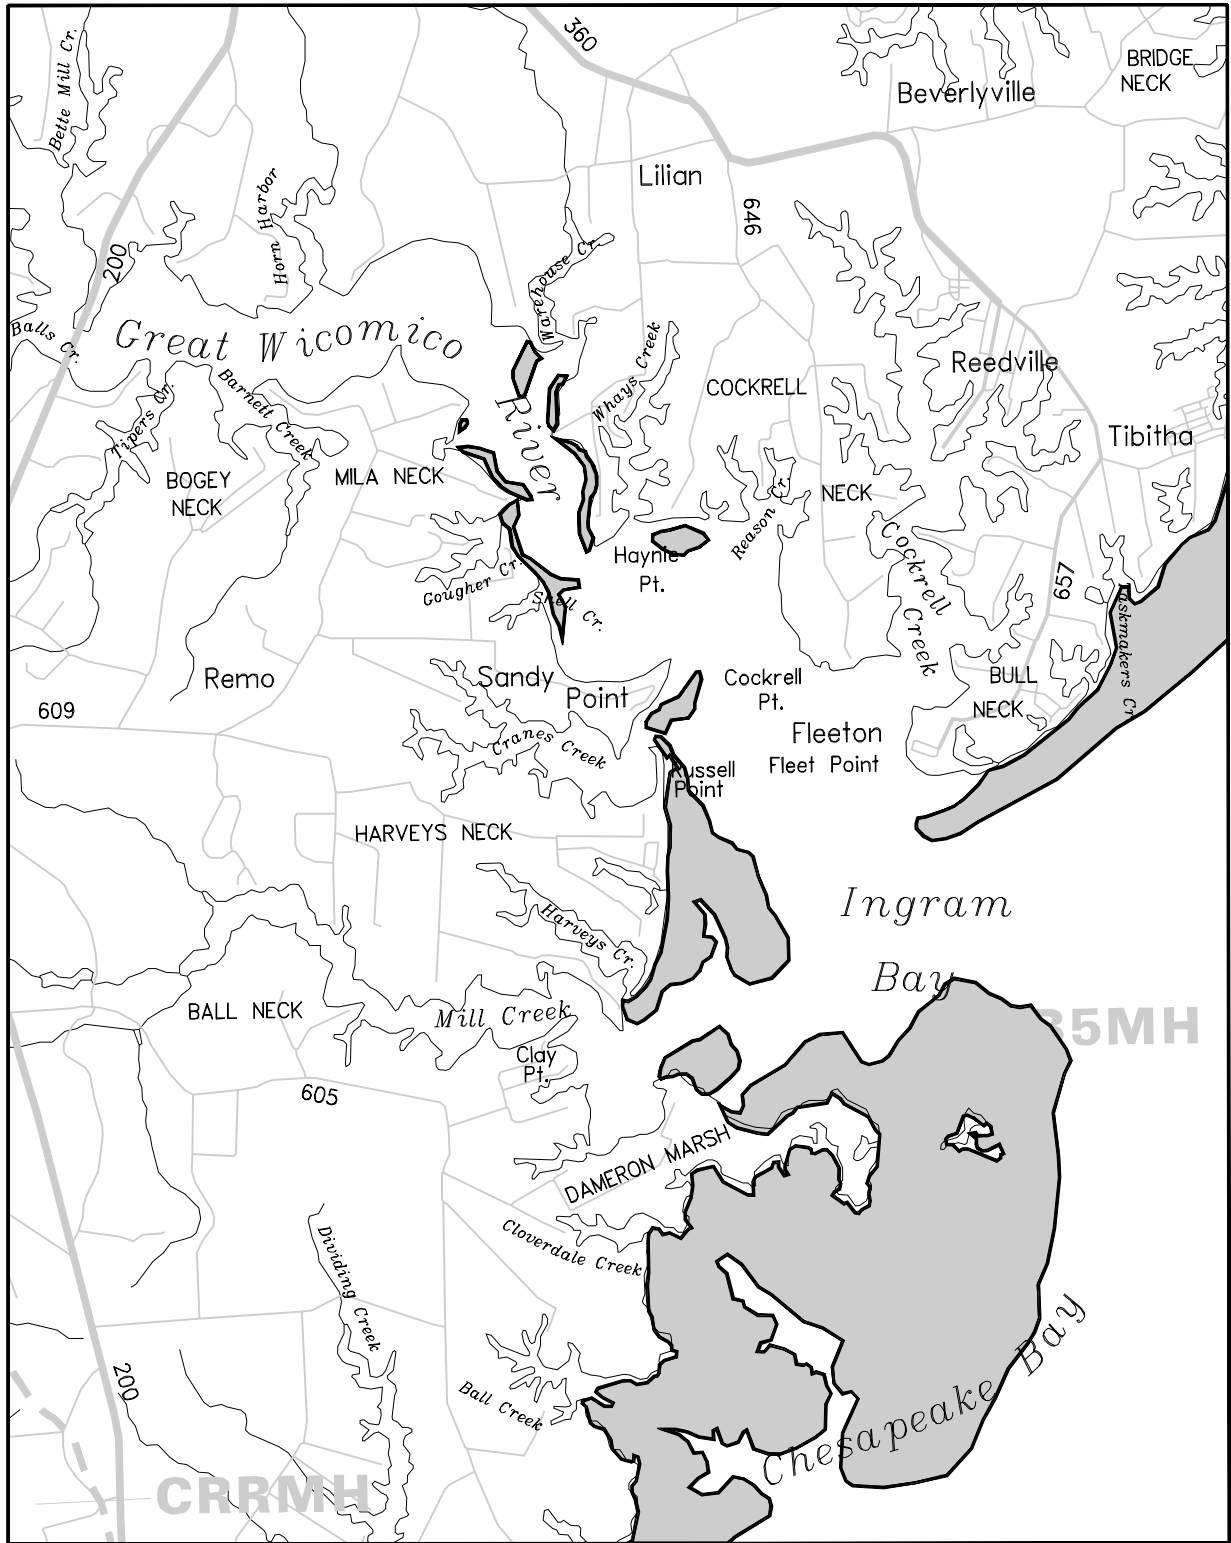 360
Bette Mill Cr.
BRIDGE
NECK
Beverlyville
Lilian
646
Horn Harbor
200
Warehouse Cr.
Balls Cr.
Great Wicomico
River
Whays Creek
Reedville
COCKRELL
NECK
Tipers Cr.
Barnett Creek
Tibitha
BOGEY
NECK
MILA NECK
Reason Cr.
Cockrell
Creek
Haynie
Pt.
Gougher Cr.
Shell Cr.
657
Taskmakers Cr
Remo
Sandy
Point
Cockrell
Pt.
BULL
NECK
609
Cranes Creek
Fleeton
Fleet Point
Russell
Point
HARVEYS NECK
Harveys Cr.
Ingram
Bay
BALL NECK
Mill Creek
B5MH
Clay
Pt.
605
DAMERON MARSH
Cloverdale Creek
Dividing Creek
200
Ball Creek
Chesapeake Bay
CRRMH